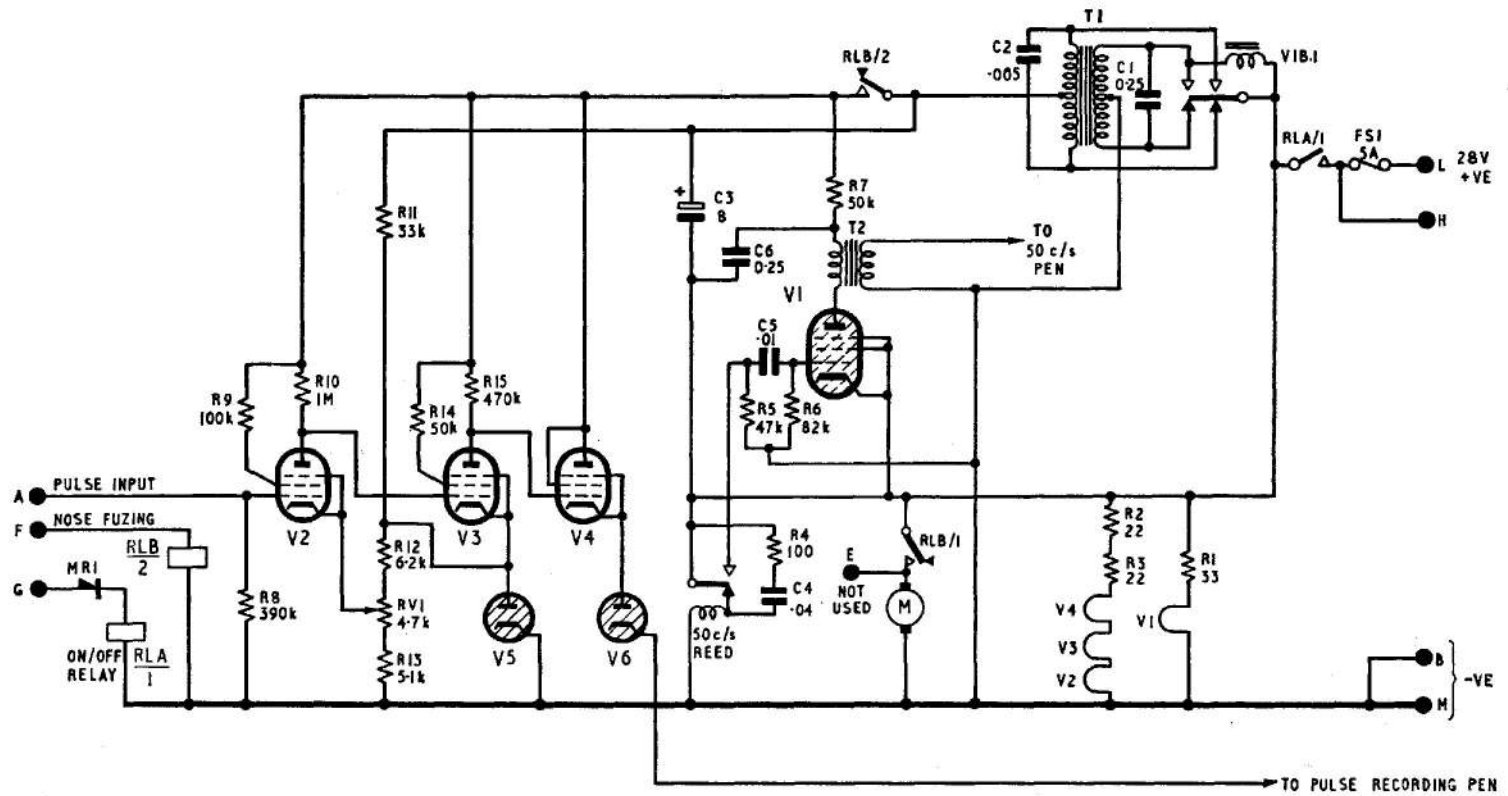 T1
C2
.005
C1
0.25
VIB.1
RLB/2
RLA/1
FS1
5A
L 28V
+VE
H
R11
33k
C3
8
+
R7
50k
T2
C6
0.25
TO
50 c/s
PEN
V1
C5
.01
R9
100k
R10
1M
R14
50k
R15
470k
R5
47k
R6
82k
A PULSE INPUT
F NOSE FUZING
RLB
2
G
MR1
V2
V3
V4
R12
6.2k
R8
390k
RV1
4.7k
R13
5.1k
ON/OFF
RELAY
RLA
1
V5
V6
R4
100
C4
.04
50 c/s
REED
E
NOT
USED
RLB/1
M
R2
22
R3
22
R1
33
V4
V3
V2
V1
B
-VE
M
TO PULSE RECORDING PEN